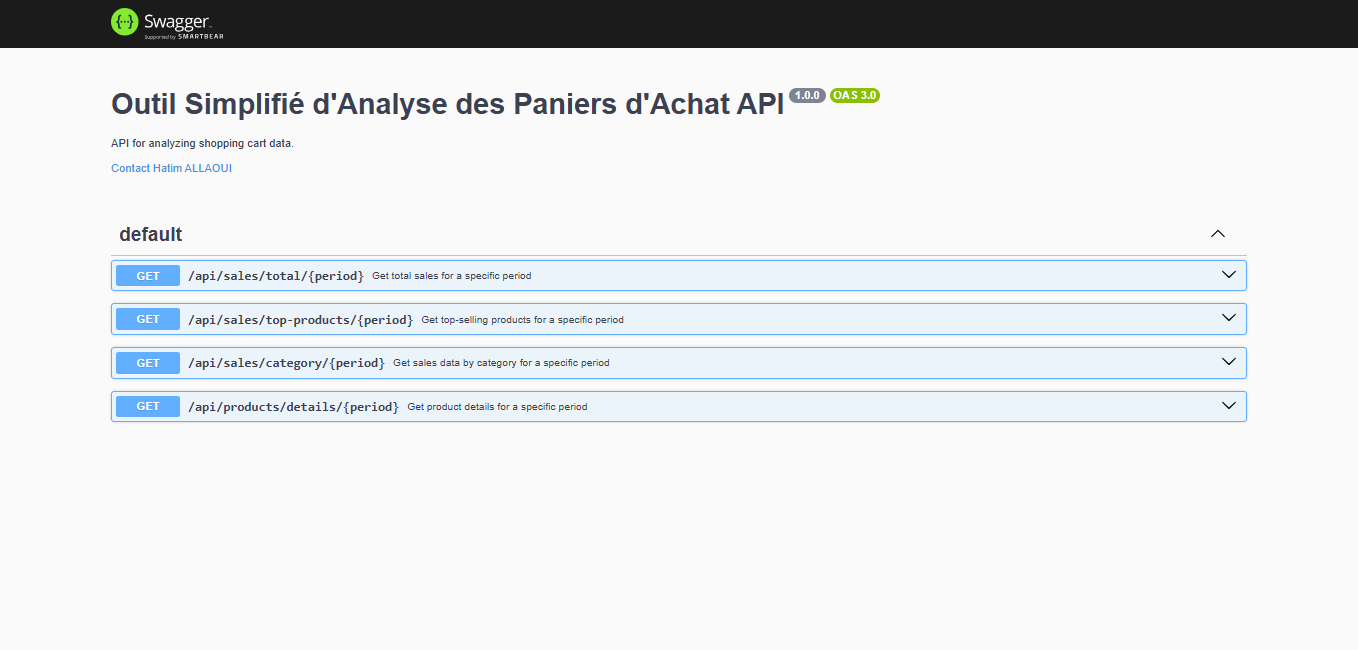 Swagger
Supported by SMARTBEAR
Outil Simplifié d'Analyse des Paniers d'Achat API 1.0.0 OAS 3.0
API for analyzing shopping cart data.
Contact Hatim ALLAOUI
default
GET /api/sales/total/{period} Get total sales for a specific period
GET /api/sales/top-products/{period} Get top-selling products for a specific period
GET /api/sales/category/{period} Get sales data by category for a specific period
GET /api/products/details/{period} Get product details for a specific period